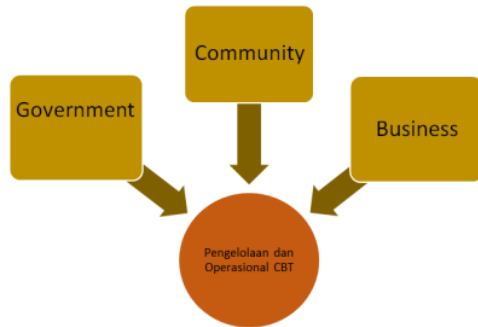 Government
Community
Business
Pengelolaan dan
Operasional CBT